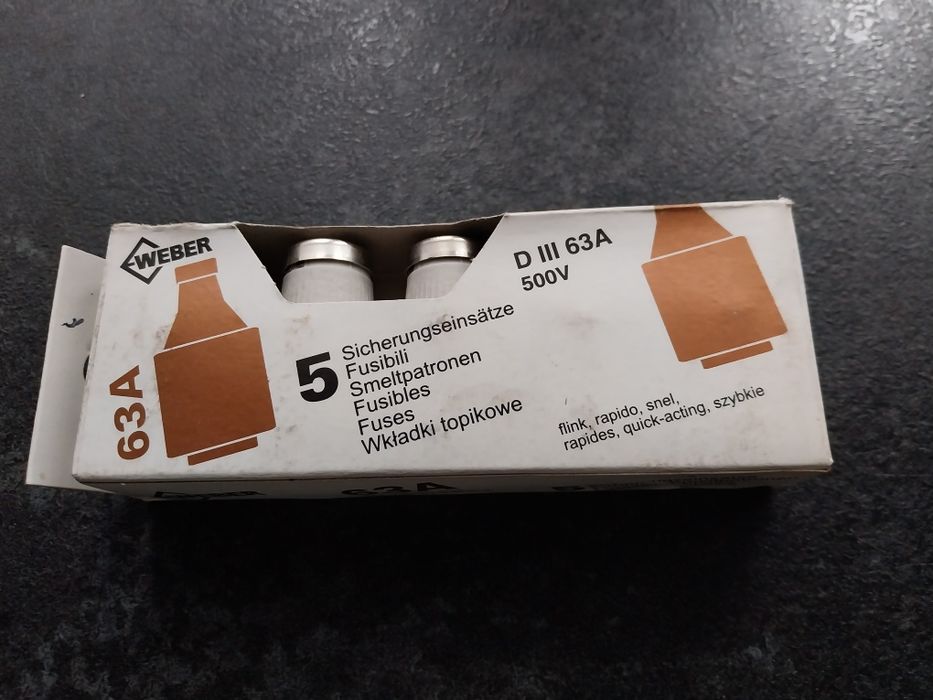 WEBER
63A
5
Sicherungseinsätze
Fusibili
Smeltpatronen
Fusibles
Fuses
Wkładki topikowe
D III 63A
500V
flink, rapido, snel,
rapides, quick-acting, szybkie
63A